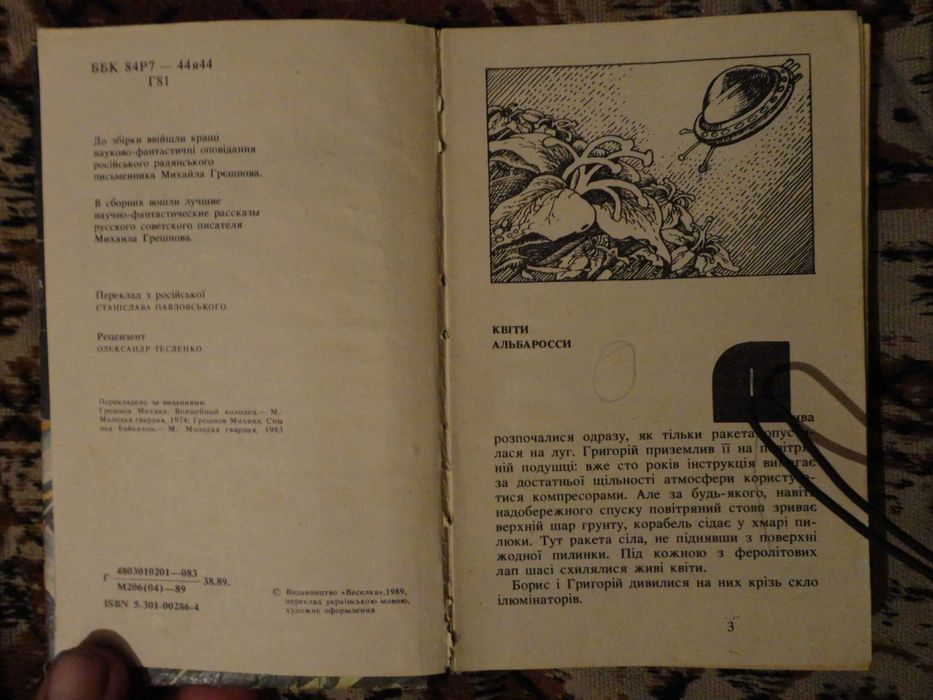 ББК 84Р7 — 44я44
Г81
До збірки ввійшли кращі
науково-фантастичні оповідання
російського радянського
письменника Михайла Грєшнова.
В сборник вошли лучшие
научно-фантастические рассказы
русского советского писателя
Михаила Грешнова.
Переклад з російської
СТАНІСЛАВА ПАВЛОВСЬКОГО
Рецензент
ОЛЕКСАНДР ТЕСЛЕНКО
Перекладено за виданнями:
Грешнов Михаил. Волшебный колодец.— М.:
Молодая гвардия, 1974; Грешнов Михаил. Сны
над Байкалом.— М.: Молодая гвардия, 1983
Г 4803010201—083
М206(04)—89
38.89.
ISBN 5-301-00286-4
© Видавництво «Веселка», 1989,
переклад українською мовою,
художнє оформлення
КВІТИ
АЛЬБАРОССИ
розпочалися одразу, як тільки ракета
лася на луг. Григорій приземлив її на
ній подушці: вже сто років інструкція
за достатньої щільності атмосфери
тися компресорами. Але за будь-якого, навіть
надобережного спуску повітряний стовп зриває
верхній шар грунту, корабель сідає у хмарі пи-
люки. Тут ракета сіла, не піднявши з поверхні
жодної пилинки. Під кожною з феролітових
лап шасі схилялися живі квіти.
Борис і Григорій дивилися на них крізь скло
ілюмінаторів.
3